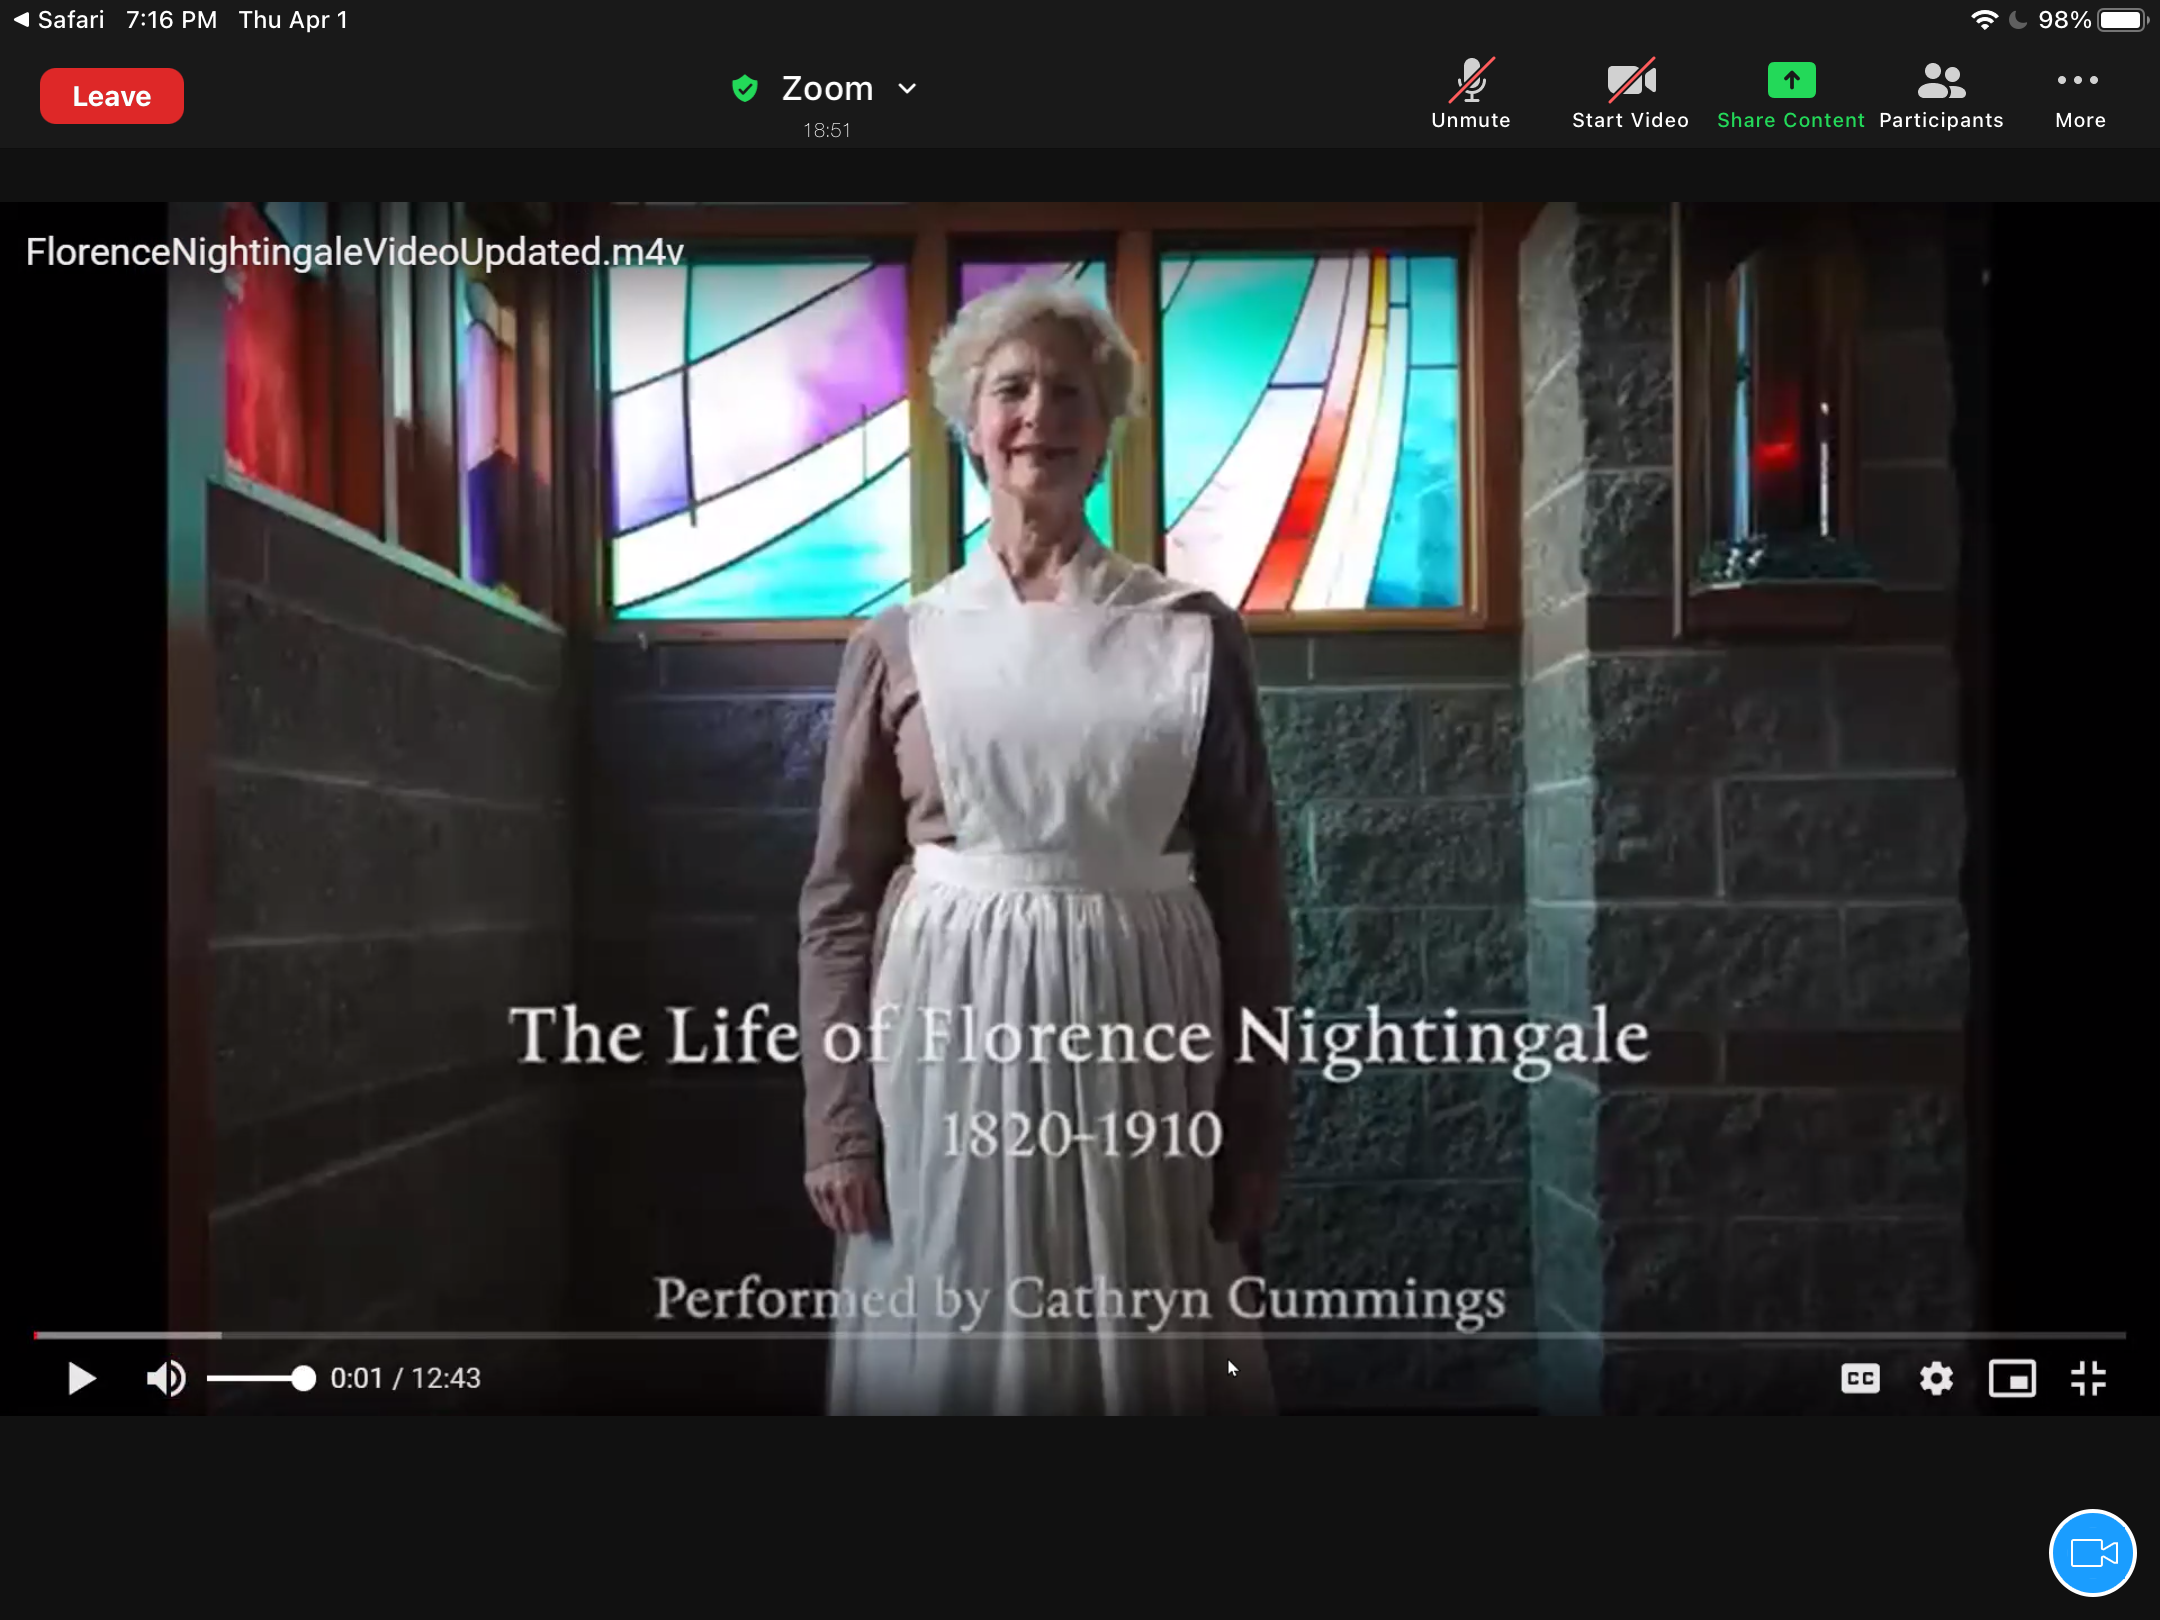 Safari 7:16 PM Thu Apr 1 98%
Leave Zoom
18:51
Unmute Start Video Share Content Participants More
FlorenceNightingaleVideoUpdated.m4v
The Life of Florence Nightingale
1820–1910
Performed by Cathryn Cummings
0:01 / 12:43 CC